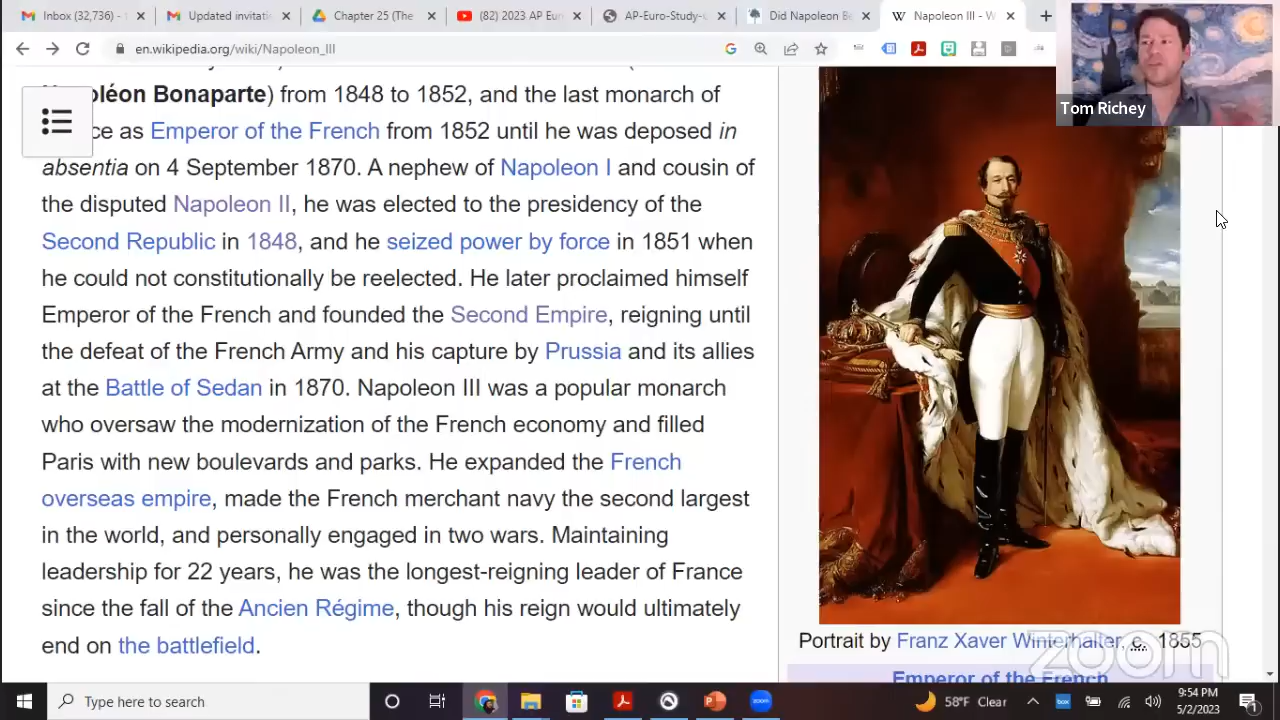 Inbox (32,736) -
Updated invitati
Chapter 25 (The
(82) 2023 AP Eur
AP-Euro-Study-
Did Napoleon B
Napoleon III - W
en.wikipedia.org/wiki/Napoleon_III
Tom Richey
oléon Bonaparte) from 1848 to 1852, and the last monarch of
ce as Emperor of the French from 1852 until he was deposed in
absentia on 4 September 1870. A nephew of Napoleon I and cousin of
the disputed Napoleon II, he was elected to the presidency of the
Second Republic in 1848, and he seized power by force in 1851 when
he could not constitutionally be reelected. He later proclaimed himself
Emperor of the French and founded the Second Empire, reigning until
the defeat of the French Army and his capture by Prussia and its allies
at the Battle of Sedan in 1870. Napoleon III was a popular monarch
who oversaw the modernization of the French economy and filled
Paris with new boulevards and parks. He expanded the French
overseas empire, made the French merchant navy the second largest
in the world, and personally engaged in two wars. Maintaining
leadership for 22 years, he was the longest-reigning leader of France
since the fall of the Ancien Régime, though his reign would ultimately
end on the battlefield.
Portrait by Franz Xaver Winterhalter, c. 1855
Emperor of the French
zoom
Type here to search
zoom
58°F Clear
box
9:54 PM
5/2/2023
1